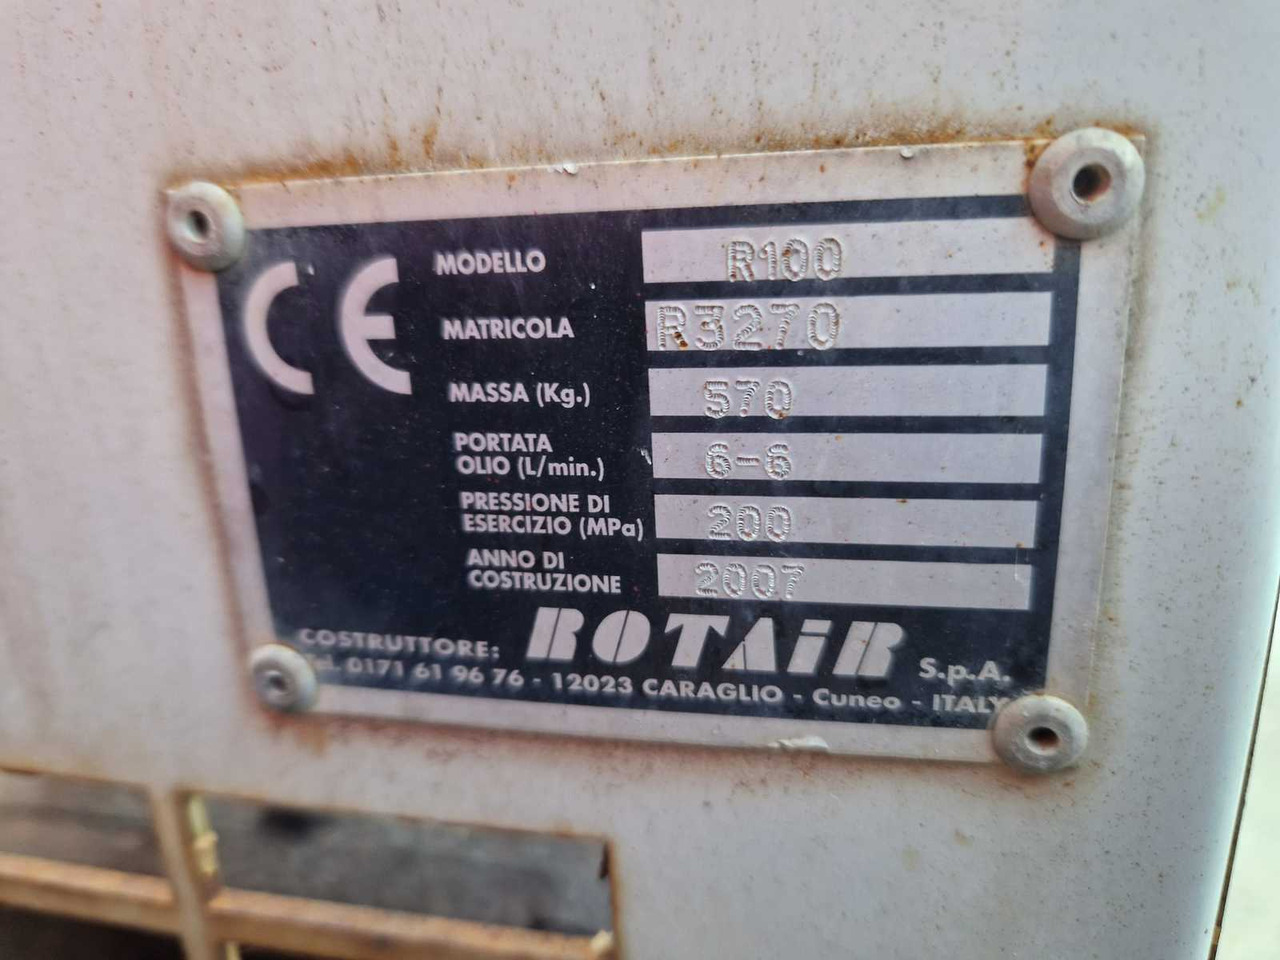 CE
MODELLO R100
MATRICOLA R3270
MASSA (Kg.) 570
PORTATA
OLIO (L/min.) 6-6
PRESSIONE DI
ESERCIZIO (MPa) 200
ANNO DI
COSTRUZIONE 2007
COSTRUTTORE: ROTAiR S.p.A.
Tel. 0171 61 96 76 - 12023 CARAGLIO - Cuneo - ITALY